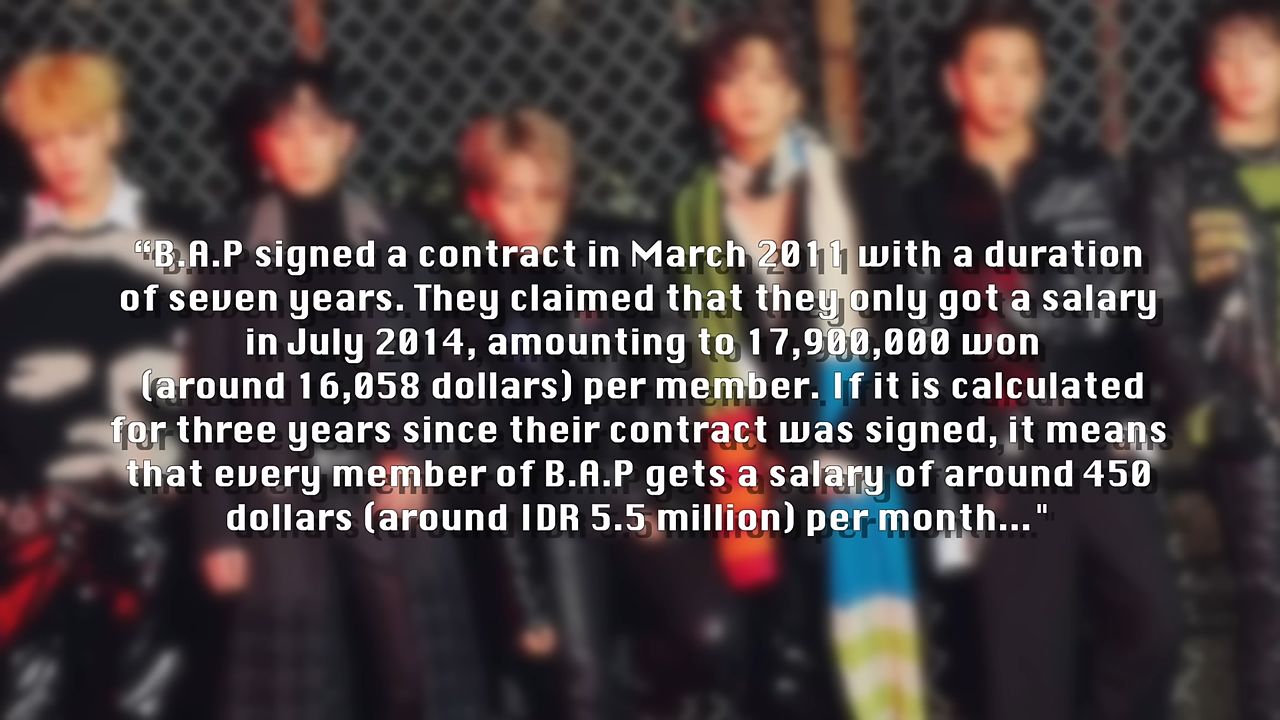 “B.A.P signed a contract in March 2011 with a duration
of seven years. They claimed that they only got a salary
in July 2014, amounting to 17,900,000 won
(around 16,058 dollars) per member. If it is calculated
for three years since their contract was signed, it means
that every member of B.A.P gets a salary of around 450
dollars (around IDR 5.5 million) per month..."